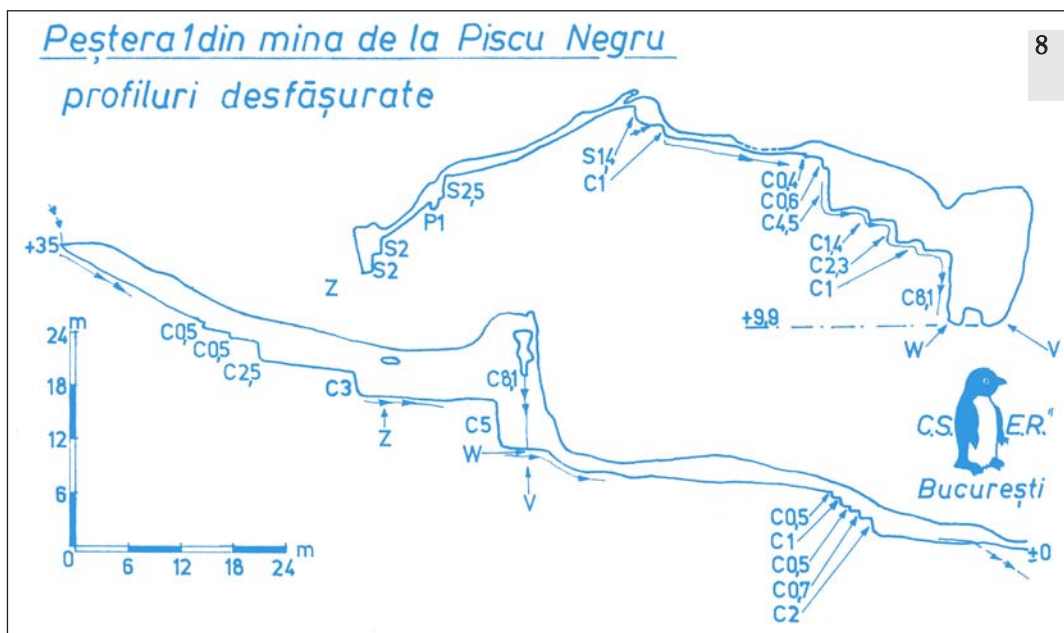 Peștera 1 din mina de la Piscu Negru
profiluri desfășurate
8
S1,4
C1
S2,5
P1
S2
S2
Z
C0,4
C0,6
C4,5
C1,4
C2,3
C1
C8,1
+9,9
W
V
+35
m
24
18
12
6
0
6
12
18
24
m
C0,5
C0,5
C2,5
C3
Z
C8,1
C5
W
V
C0,5
C1
C0,5
C0,7
C2
±0
C.S. E.R."
București